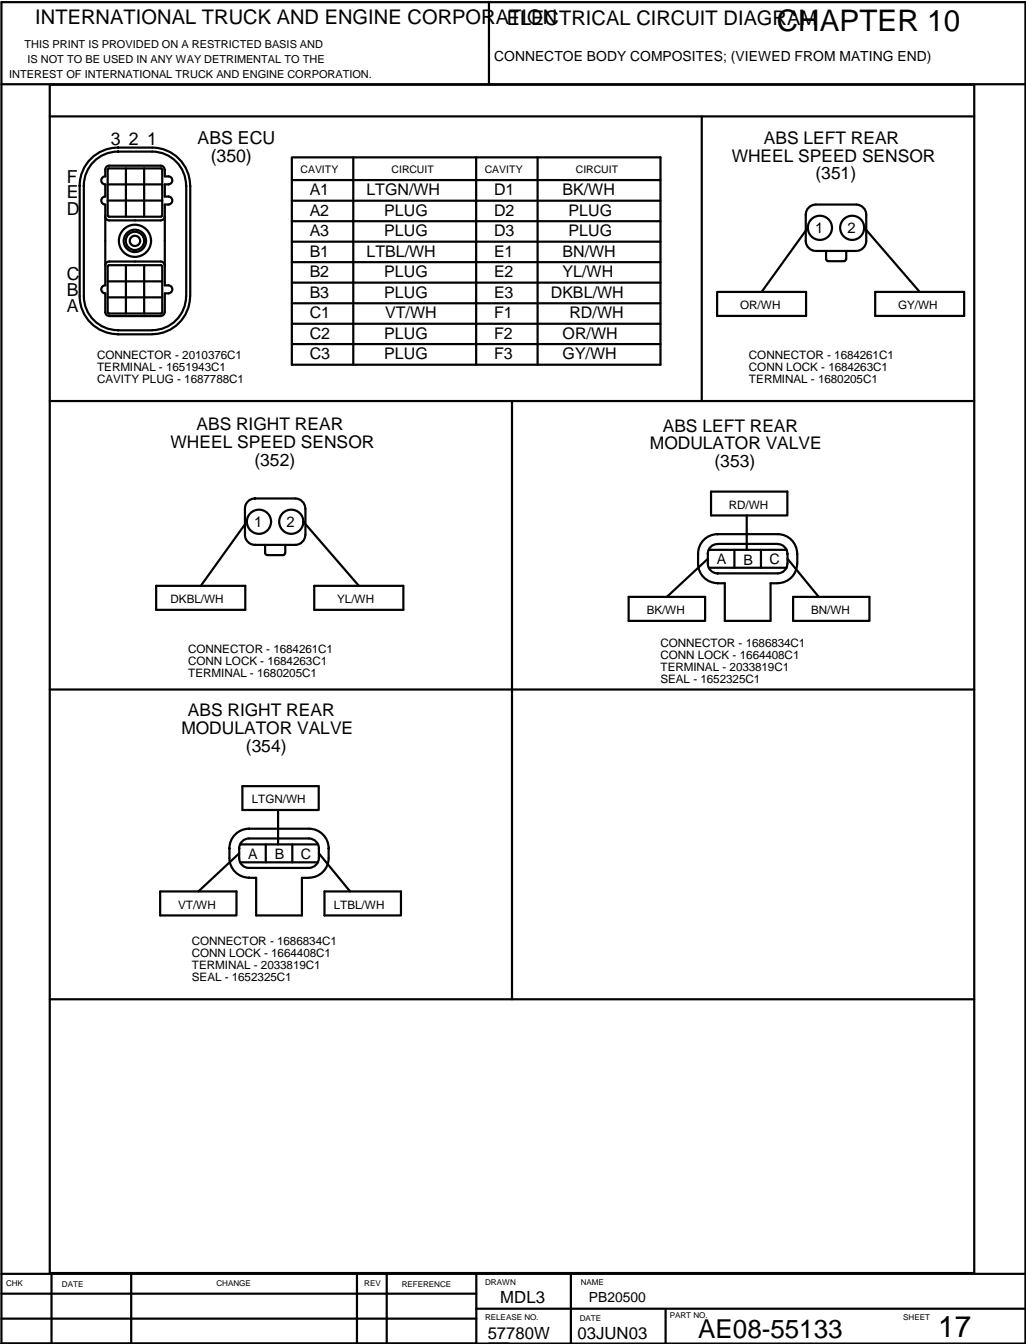 INTERNATIONAL TRUCK AND ENGINE CORPORATION
ELECTRICAL CIRCUIT DIAGRAM
CHAPTER 10
THIS PRINT IS PROVIDED ON A RESTRICTED BASIS AND
IS NOT TO BE USED IN ANY WAY DETRIMENTAL TO THE
INTEREST OF INTERNATIONAL TRUCK AND ENGINE CORPORATION.
CONNECTOE BODY COMPOSITES; (VIEWED FROM MATING END)
ABS ECU
(350)
3 2 1
F
E
D
C
B
A
CAVITY CIRCUIT CAVITY CIRCUIT
A1 LTGN/WH D1 BK/WH
A2 PLUG D2 PLUG
A3 PLUG D3 PLUG
B1 LTBL/WH E1 BN/WH
B2 PLUG E2 YL/WH
B3 PLUG E3 DKBL/WH
C1 VT/WH F1 RD/WH
C2 PLUG F2 OR/WH
C3 PLUG F3 GY/WH
CONNECTOR - 2010376C1
TERMINAL - 1651943C1
CAVITY PLUG - 1687788C1
ABS LEFT REAR
WHEEL SPEED SENSOR
(351)
1 2
OR/WH GY/WH
CONNECTOR - 1684261C1
CONN LOCK - 1684263C1
TERMINAL - 1680205C1
ABS RIGHT REAR
WHEEL SPEED SENSOR
(352)
1 2
DKBL/WH YL/WH
CONNECTOR - 1684261C1
CONN LOCK - 1684263C1
TERMINAL - 1680205C1
ABS LEFT REAR
MODULATOR VALVE
(353)
RD/WH
A B C
BK/WH BN/WH
CONNECTOR - 1686834C1
CONN LOCK - 1664408C1
TERMINAL - 2033819C1
SEAL - 1652325C1
ABS RIGHT REAR
MODULATOR VALVE
(354)
LTGN/WH
A B C
VT/WH LTBL/WH
CONNECTOR - 1686834C1
CONN LOCK - 1664408C1
TERMINAL - 2033819C1
SEAL - 1652325C1
CHK DATE CHANGE REV REFERENCE
DRAWN
MDL3
NAME
PB20500
RELEASE NO.
57780W
DATE
03JUN03
PART NO.
AE08-55133
SHEET 17